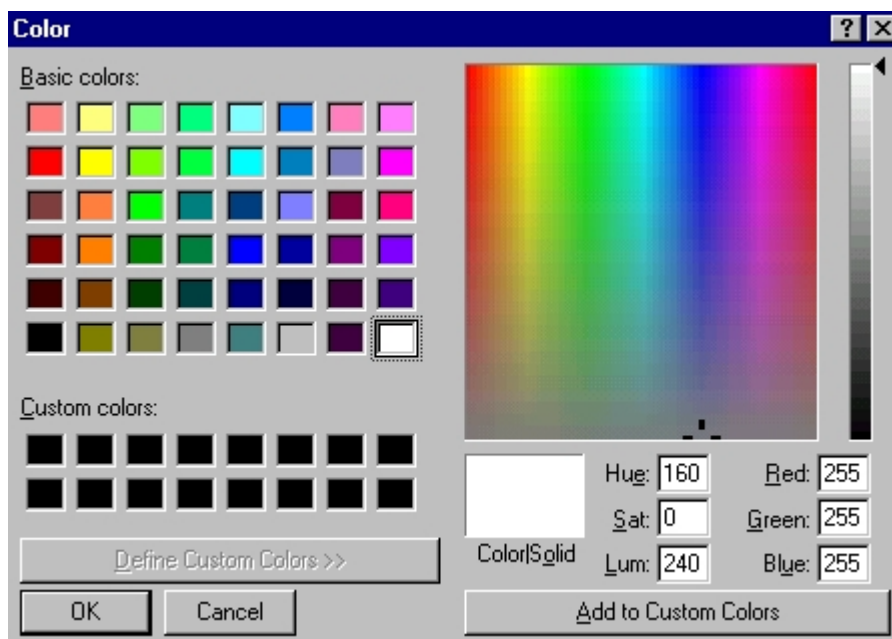 Color
Basic colors:
Custom colors:
Define Custom Colors >>
OK Cancel
Color|Solid
Hue: 160 Red: 255
Sat: 0 Green: 255
Lum: 240 Blue: 255
Add to Custom Colors